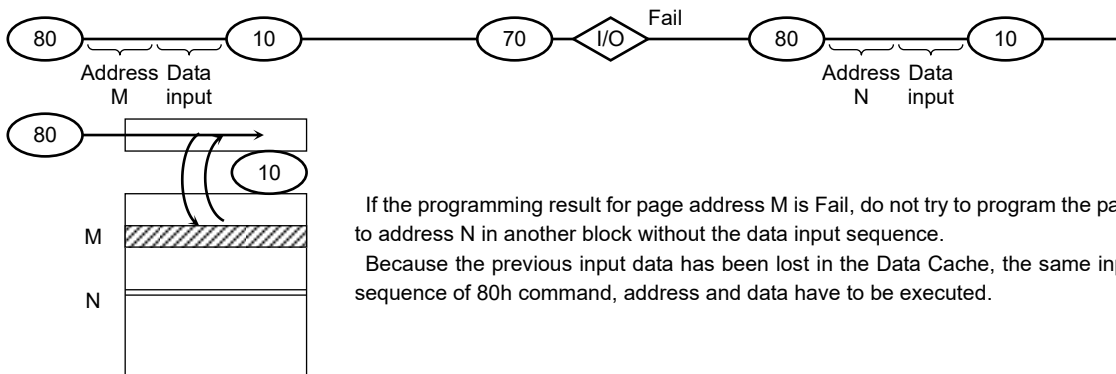 Fail
80 10 70 I/O 80 10
Address Data Address Data
M input N input
80
10
If the programming result for page address M is Fail, do not try to program the
to address N in another block without the data input sequence.
M
Because the previous input data has been lost in the Data Cache, the same
N
sequence of 80h command, address and data have to be executed.